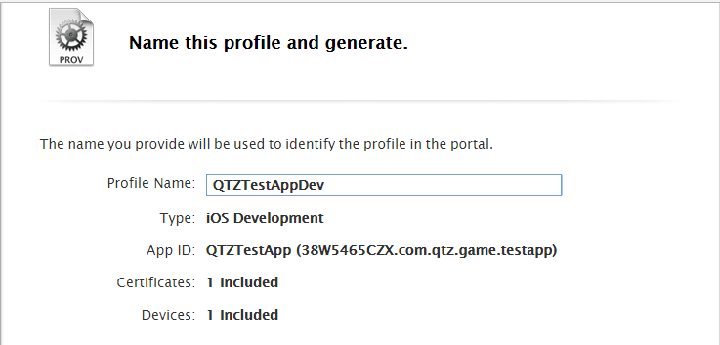 PROV
Name this profile and generate.
The name you provide will be used to identify the profile in the portal.
Profile Name: QTZTestAppDev
Type: iOS Development
App ID: QTZTestApp (38W5465CZX.com.qtz.game.testapp)
Certificates: 1 Included
Devices: 1 Included